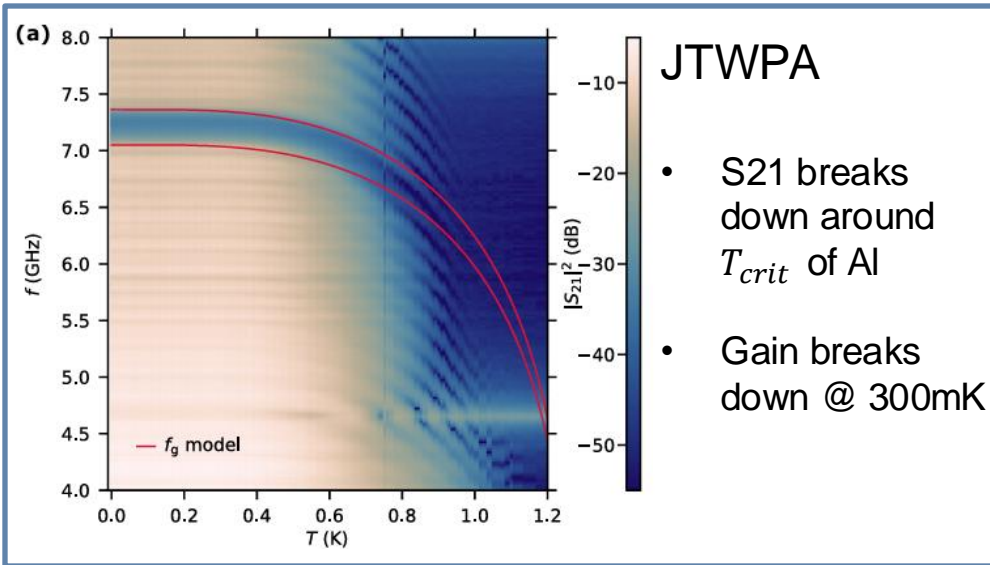 (a)
8.0
7.5
7.0
6.5
6.0
5.5
5.0
4.5
4.0
f (GHz)
f_g model
0.0 0.2 0.4 0.6 0.8 1.0 1.2
T (K)
−10
−20
−30
−40
−50
|S₂₁|² (dB)
JTWPA
• S21 breaks
down around
T_crit of Al
• Gain breaks
down @ 300mK